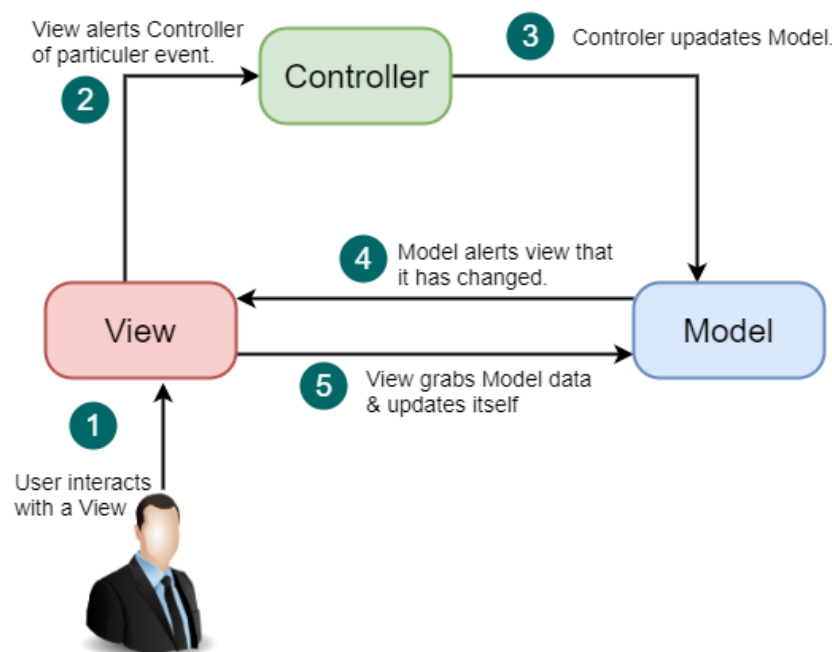 View alerts Controller
of particuler event.
2
Controller
3
Controler upadates Model.
4
Model alerts view that
it has changed.
View
Model
5
View grabs Model data
& updates itself
1
User interacts
with a View